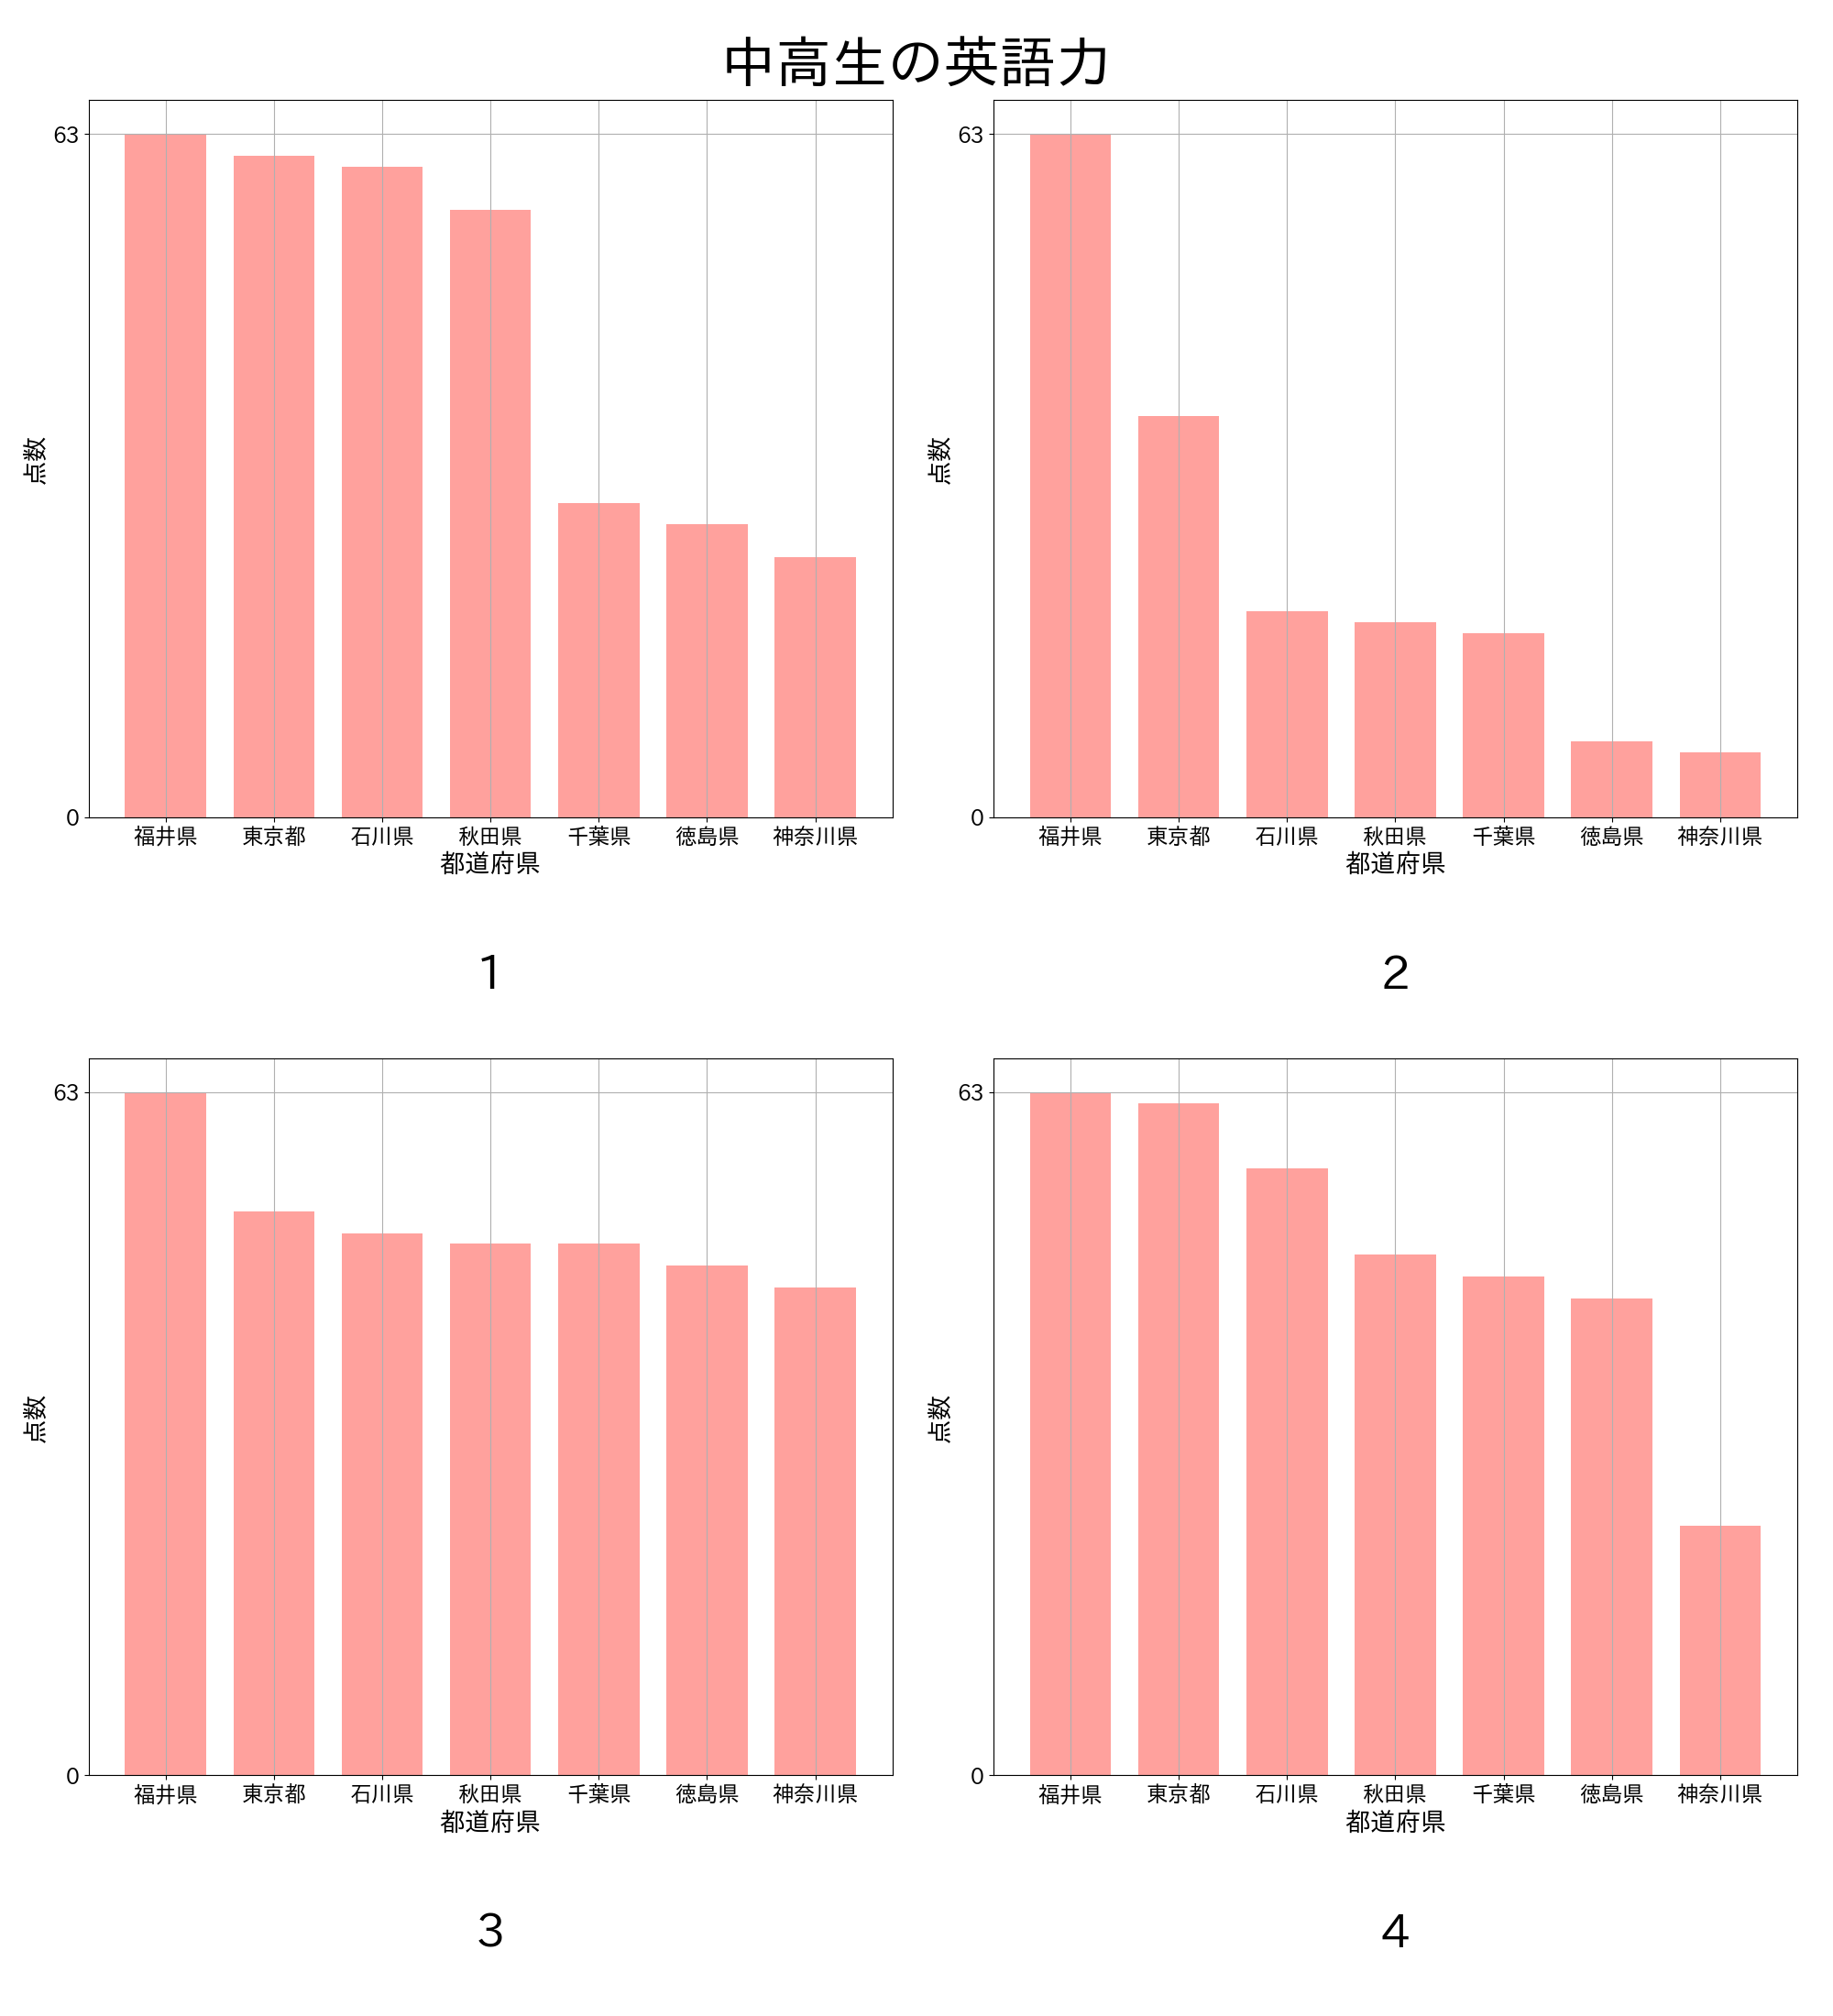 中高生の英語力
63
0
点数
福井県 東京都 石川県 秋田県 千葉県 徳島県 神奈川県
都道府県
1
63
0
点数
福井県 東京都 石川県 秋田県 千葉県 徳島県 神奈川県
都道府県
2
63
0
点数
福井県 東京都 石川県 秋田県 千葉県 徳島県 神奈川県
都道府県
3
63
0
点数
福井県 東京都 石川県 秋田県 千葉県 徳島県 神奈川県
都道府県
4